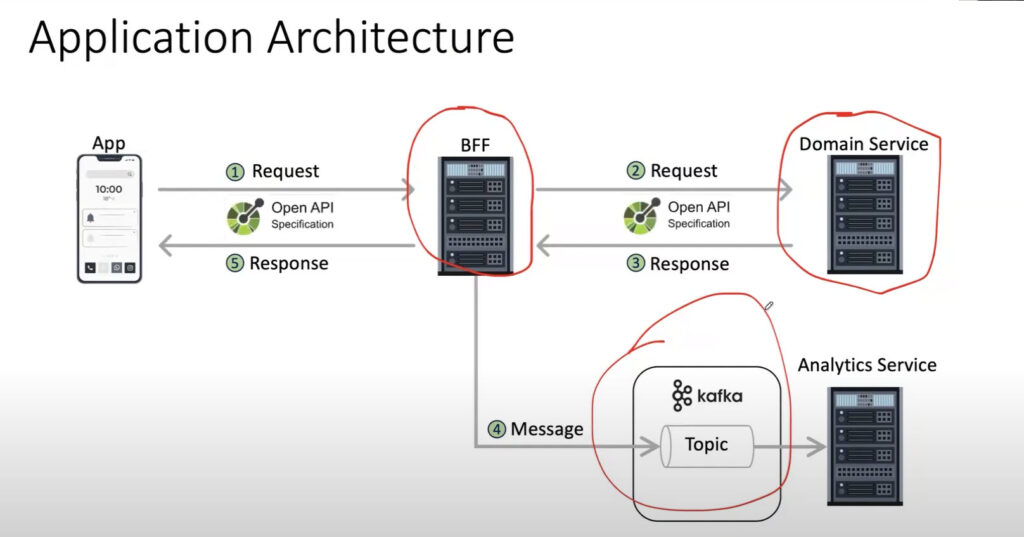 Application Architecture
App
BFF
Domain Service
1 Request
2 Request
10:00
18°
Open API
Specification
Open API
Specification
5 Response
3 Response
Analytics Service
kafka
4 Message
Topic